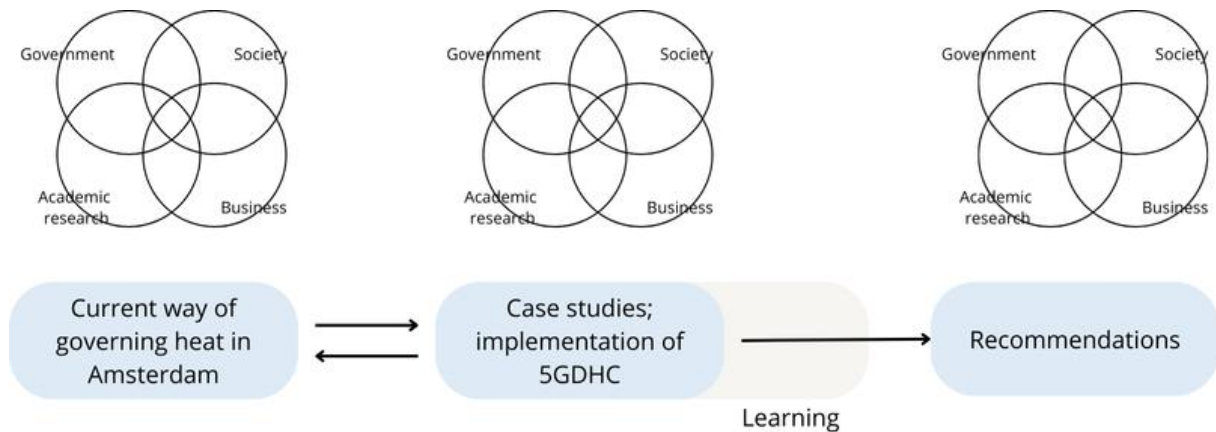 Government
Society
Academic
research
Business
Government
Society
Academic
research
Business
Government
Society
Academic
research
Business
Current way of
governing heat in
Amsterdam
Case studies;
implementation of
5GDHC
Learning
Recommendations